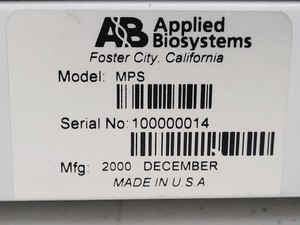 AB Applied
Biosystems
Foster City, California
Model: MPS
Serial No: 100000014
Mfg: 2000 DECEMBER
MADE IN U.S.A